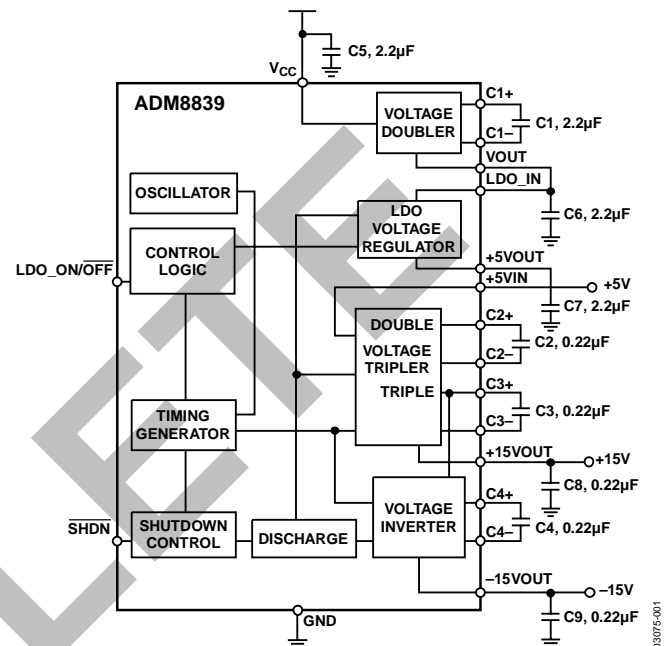 C5, 2.2µF
VCC
ADM8839
VOLTAGE
DOUBLER
C1+
C1–
C1, 2.2µF
VOUT
LDO_IN
C6, 2.2µF
OSCILLATOR
LDO
VOLTAGE
REGULATOR
CONTROL
LOGIC
LDO_ON/OFF
+5VOUT
+5VIN
+5V
C7, 2.2µF
DOUBLE
VOLTAGE
TRIPLER
TRIPLE
C2+
C2–
C2, 0.22µF
C3+
C3–
C3, 0.22µF
TIMING
GENERATOR
+15VOUT
+15V
C8, 0.22µF
VOLTAGE
INVERTER
C4+
C4–
C4, 0.22µF
SHDN
SHUTDOWN
CONTROL
DISCHARGE
–15VOUT
–15V
C9, 0.22µF
GND
03075-001
LETE